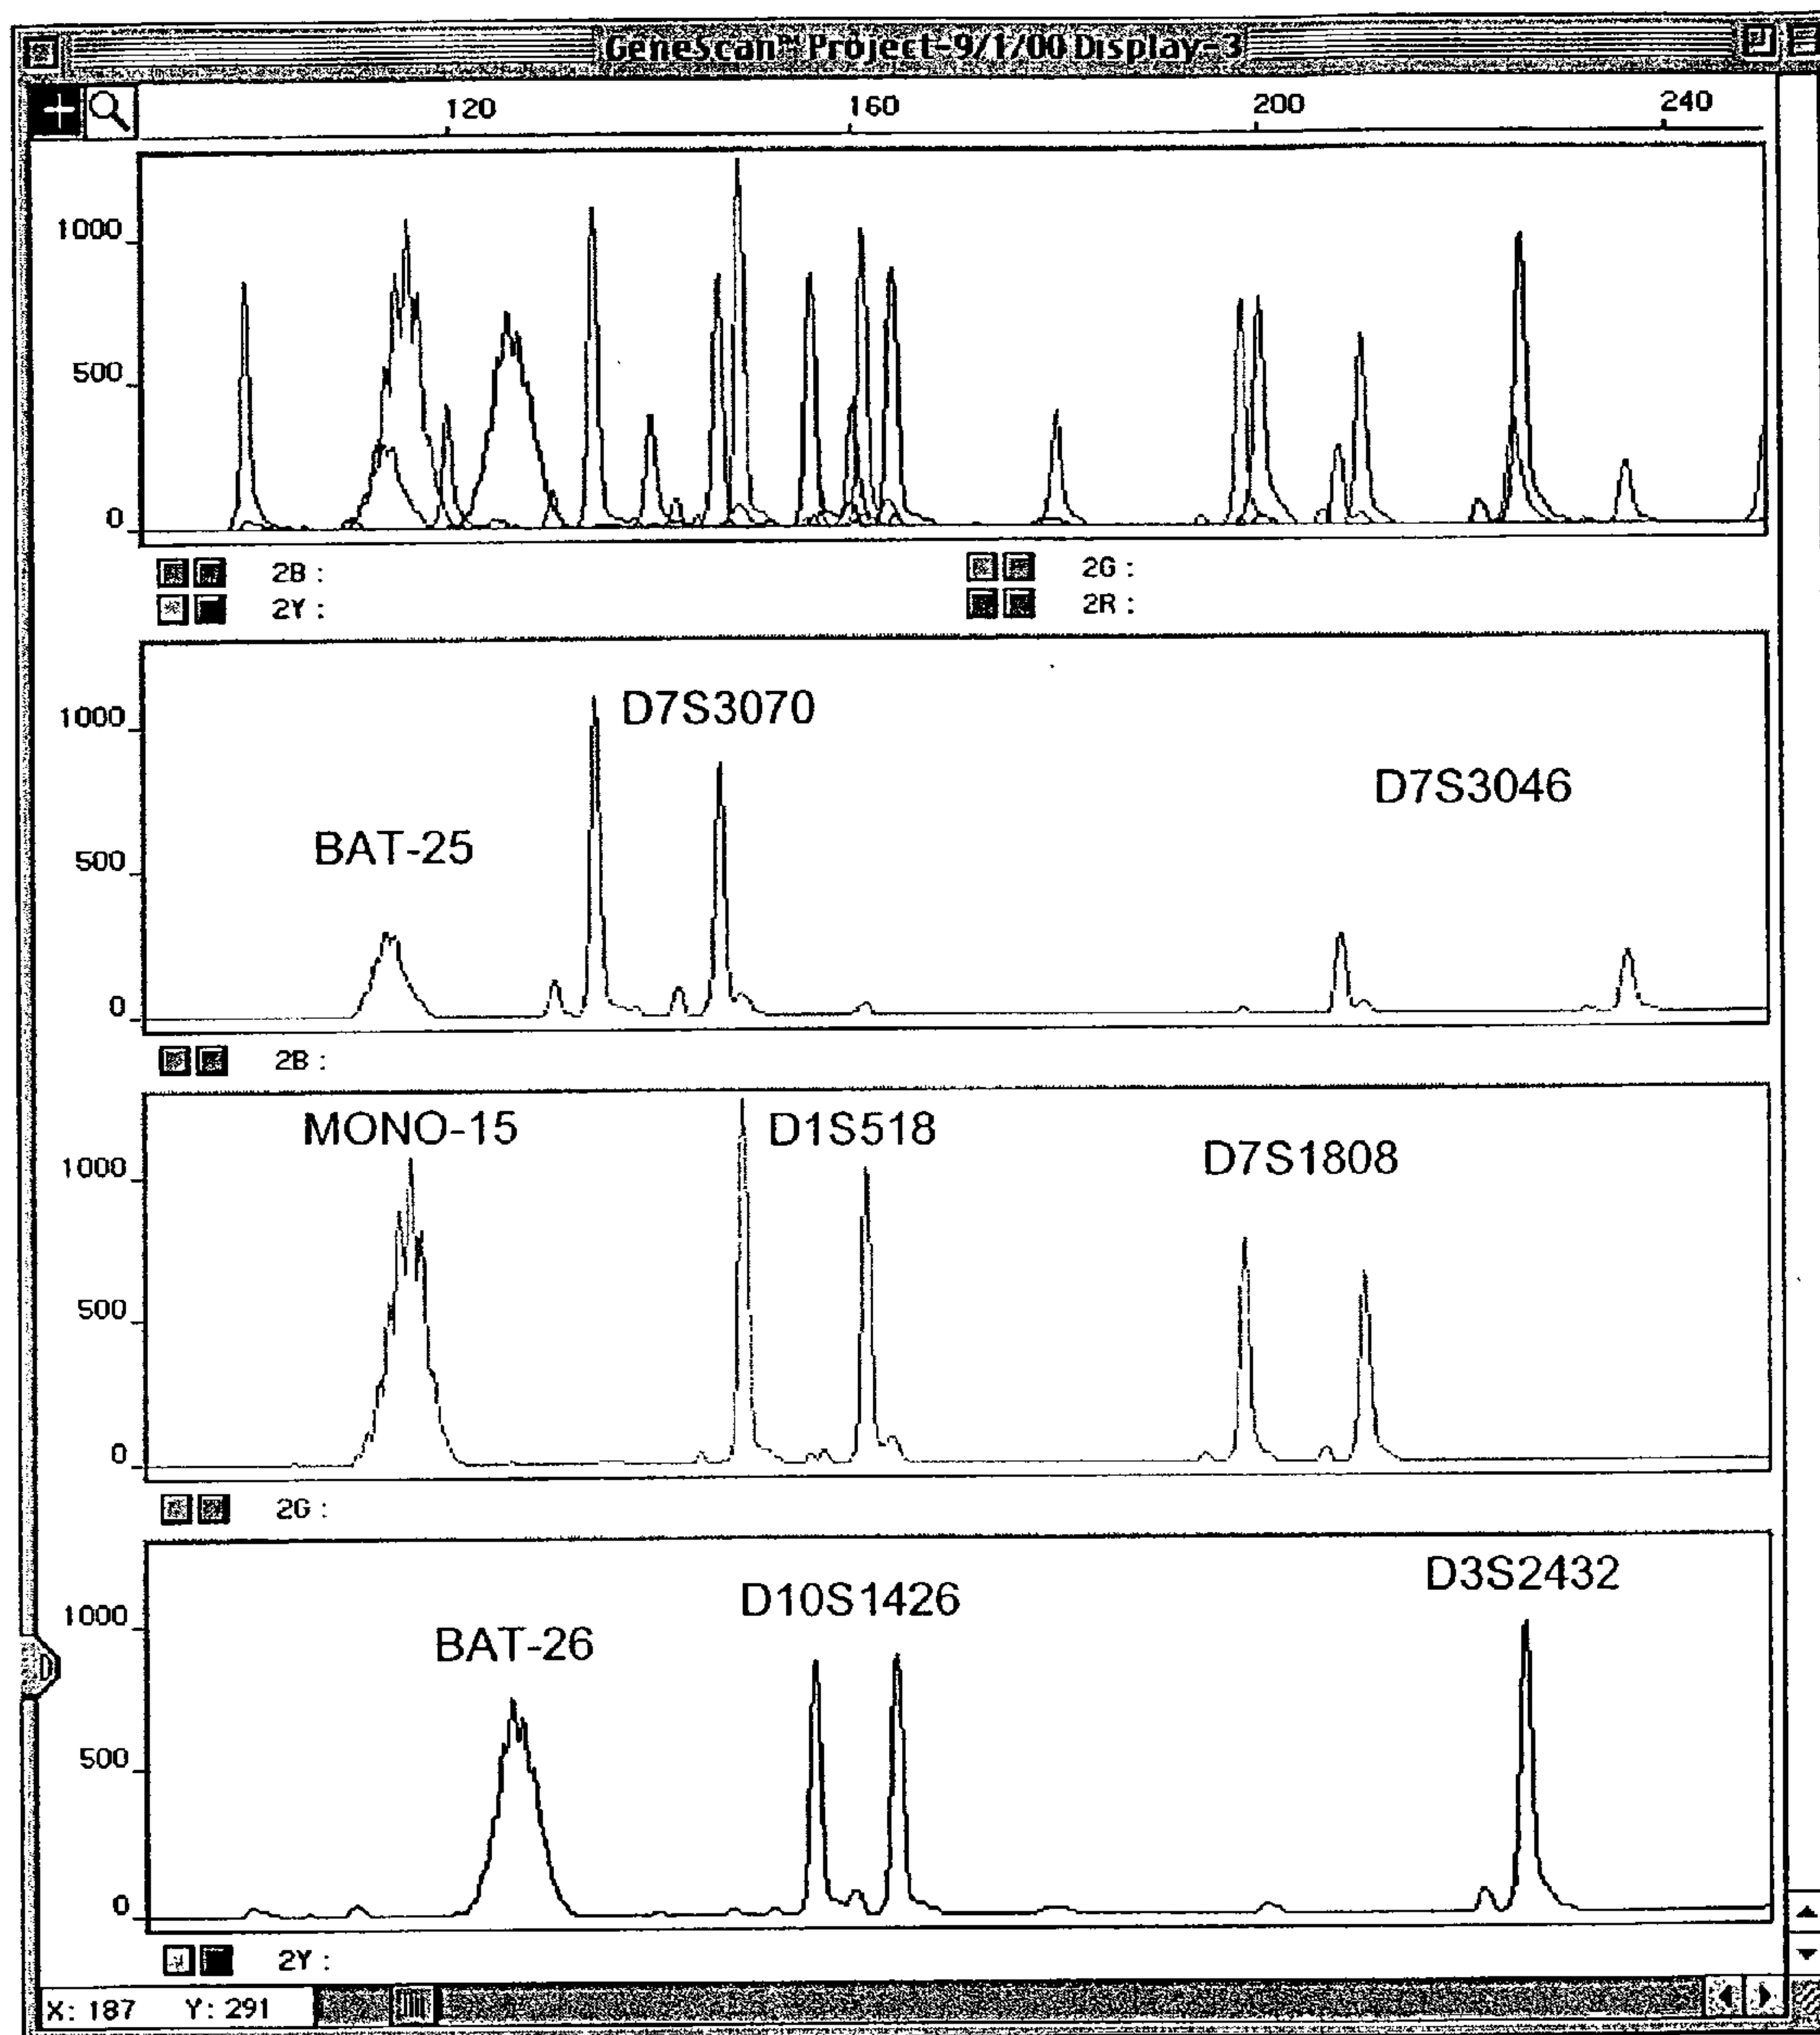 GeneScan™ Project-9/1/00 Display-3
120 160 200 240
1000
500
0
2B : 2G :
2Y : 2R :
D7S3070
1000
D7S3046
BAT-25
500
0
2B :
MONO-15 D1S518
D7S1808
1000
500
0
2G :
D3S2432
D10S1426
1000
BAT-26
500
0
2Y :
X: 187 Y: 291